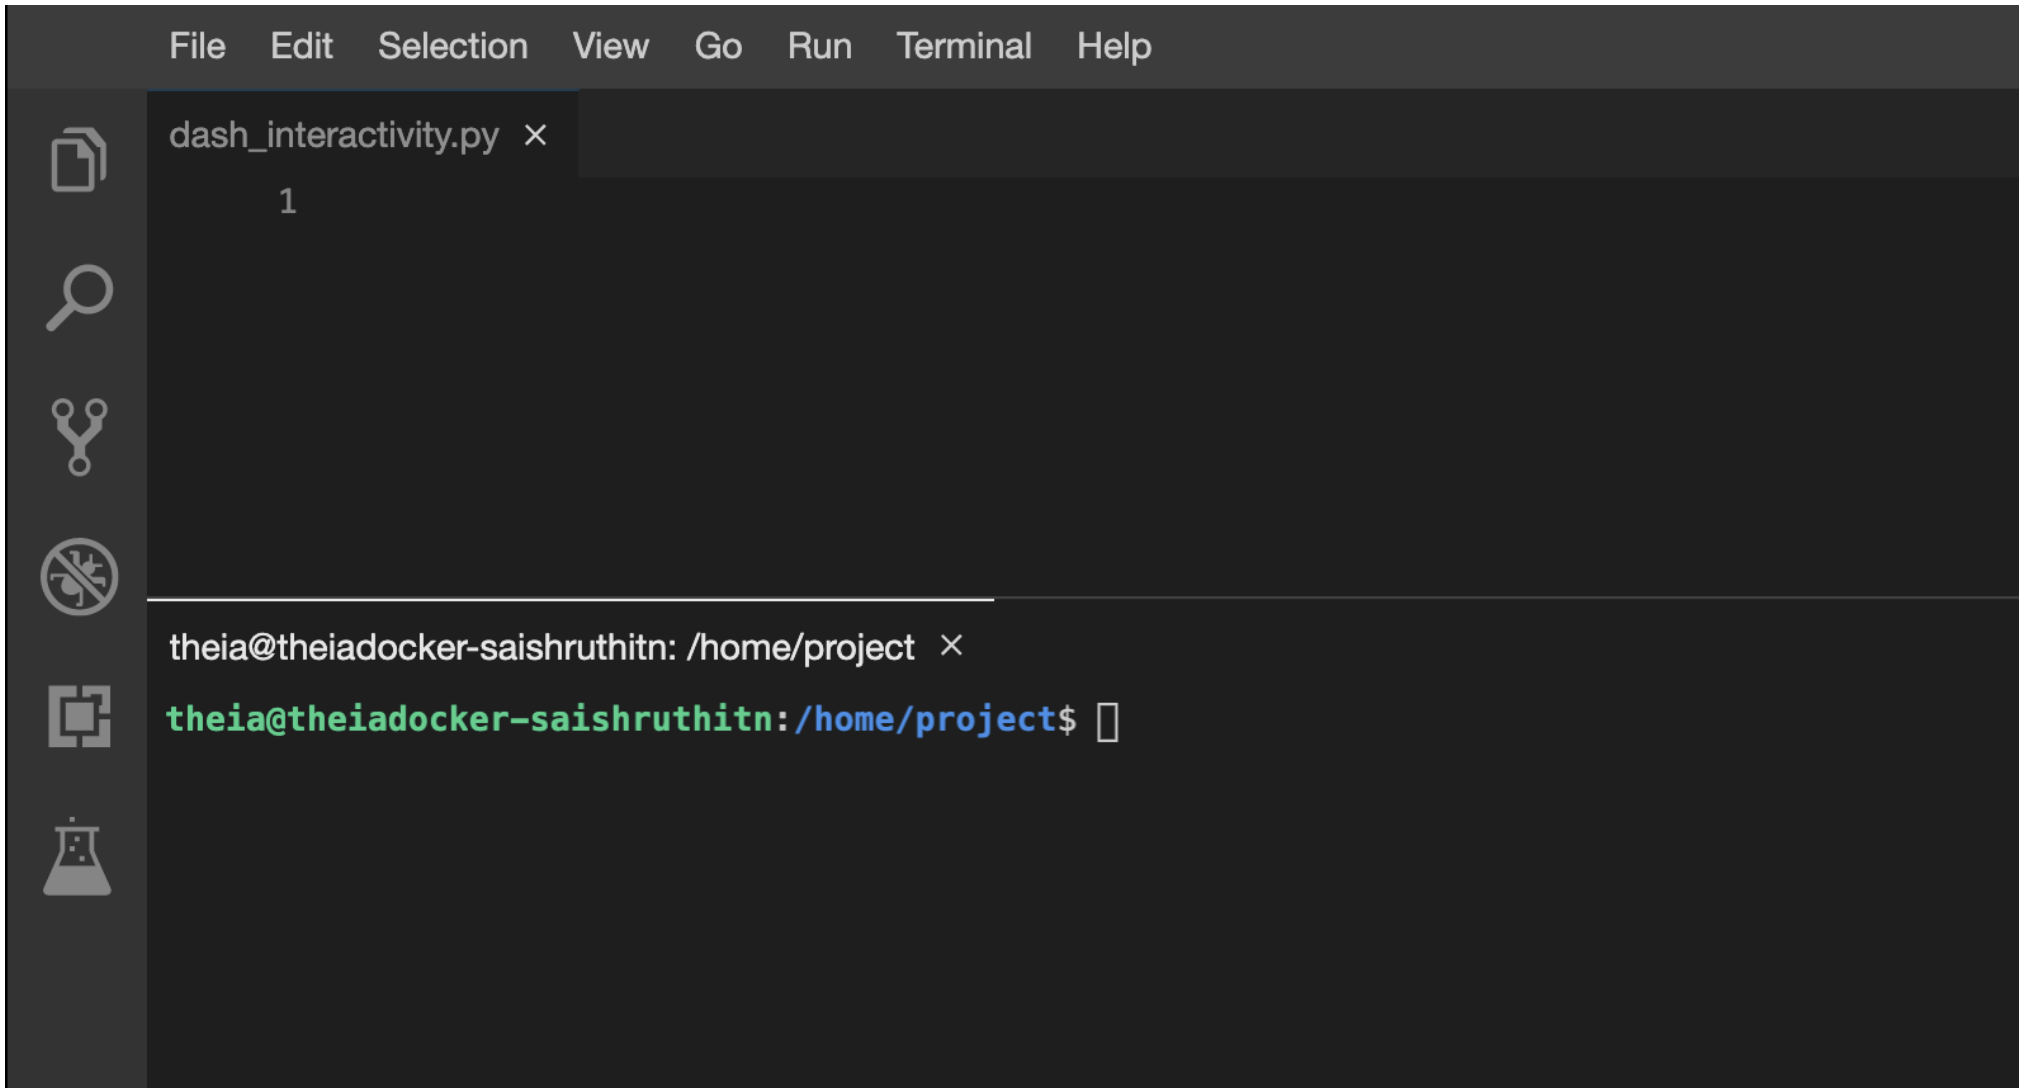 File Edit Selection View Go Run Terminal Help
dash_interactivity.py ×
1
theia@theiadocker-saishruthitn: /home/project ×
theia@theiadocker-saishruthitn:/home/project$